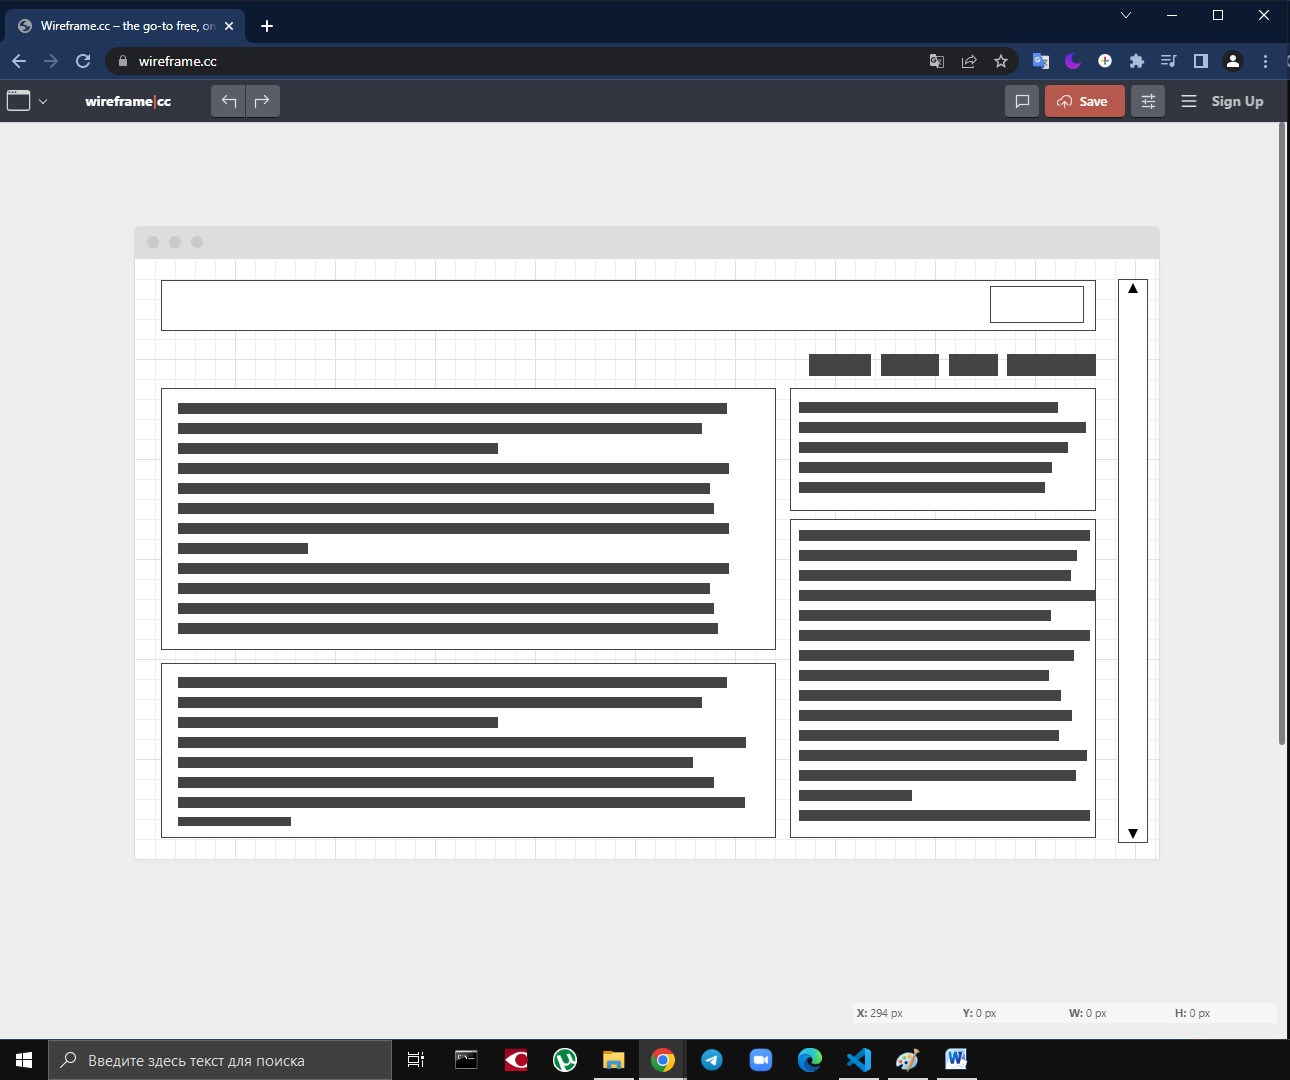 Wireframe.cc – the go-to free, on
wireframe.cc
wireframe|cc
Save
Sign Up
X: 294 px Y: 0 px W: 0 px H: 0 px
Введите здесь текст для поиска